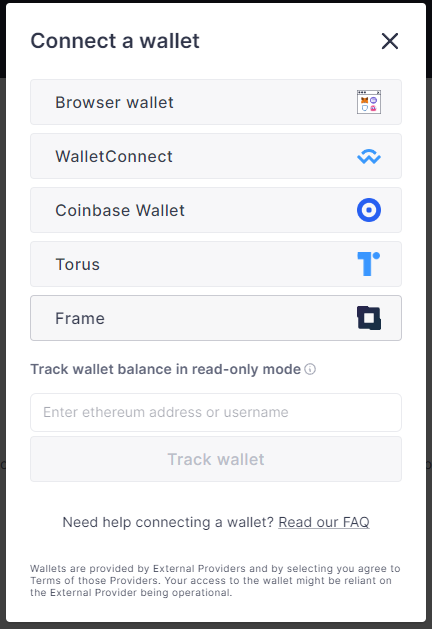 Connect a wallet
Browser wallet
WalletConnect
Coinbase Wallet
Torus
Frame
Track wallet balance in read-only mode
Enter ethereum address or username
Track wallet
Need help connecting a wallet? Read our FAQ
Wallets are provided by External Providers and by selecting you agree to
Terms of those Providers. Your access to the wallet might be reliant on
the External Provider being operational.